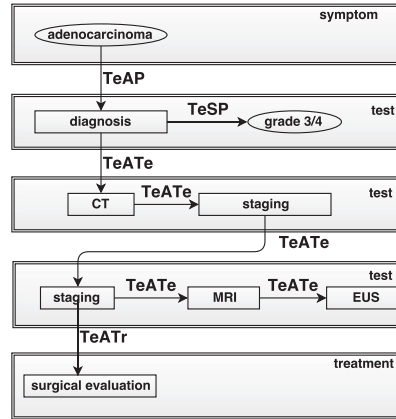 symptom
adenocarcinoma
TeAP
test
diagnosis
TeSP
grade 3/4
TeATe
test
CT
TeATe
staging
TeATe
test
staging
TeATe
MRI
TeATe
EUS
TeATr
treatment
surgical evaluation